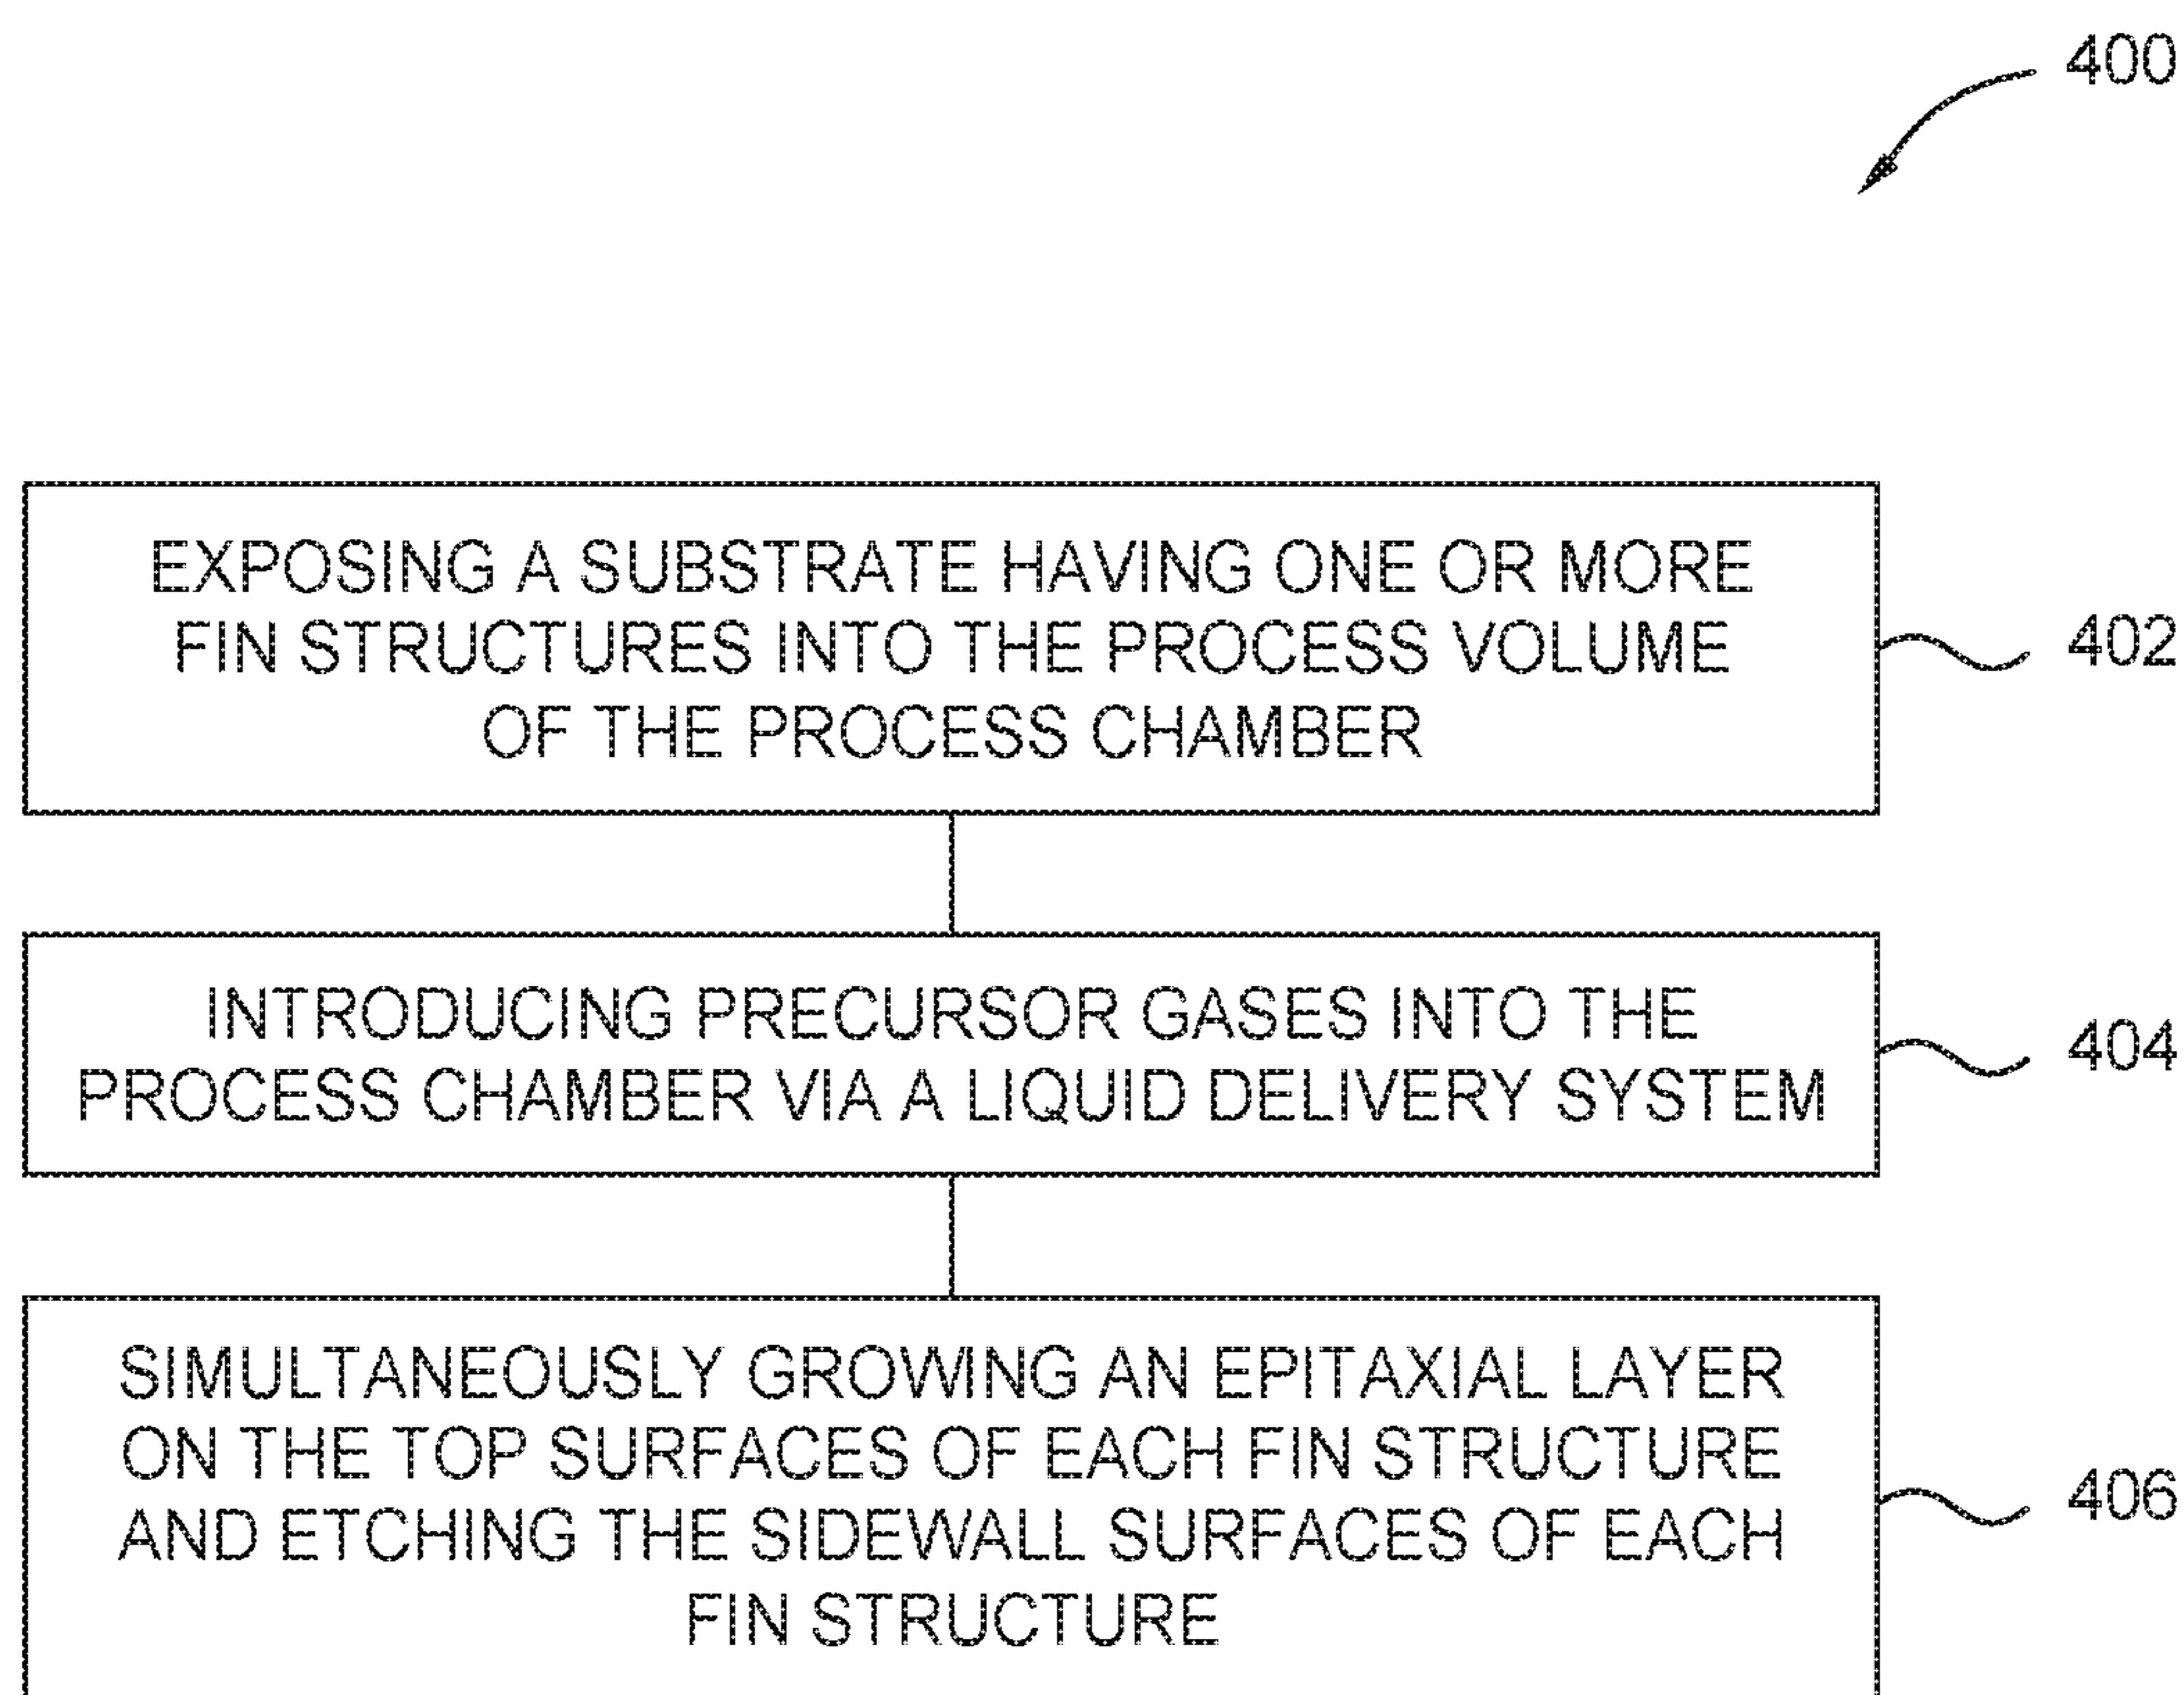 400
EXPOSING A SUBSTRATE HAVING ONE OR MORE
FIN STRUCTURES INTO THE PROCESS VOLUME
OF THE PROCESS CHAMBER
402
INTRODUCING PRECURSOR GASES INTO THE
PROCESS CHAMBER VIA A LIQUID DELIVERY SYSTEM
404
SIMULTANEOUSLY GROWING AN EPITAXIAL LAYER
ON THE TOP SURFACES OF EACH FIN STRUCTURE
AND ETCHING THE SIDEWALL SURFACES OF EACH
FIN STRUCTURE
406